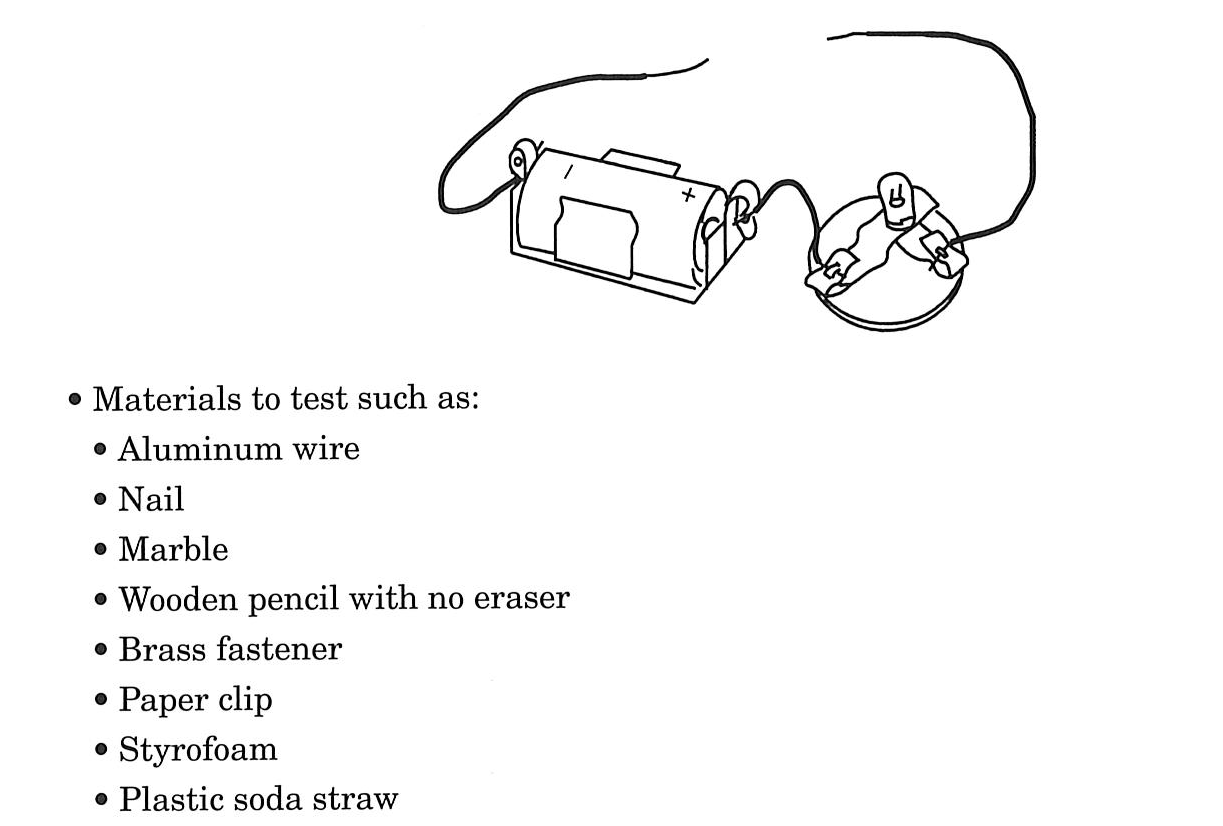 −
+
• Materials to test such as:
• Aluminum wire
• Nail
• Marble
• Wooden pencil with no eraser
• Brass fastener
• Paper clip
• Styrofoam
• Plastic soda straw